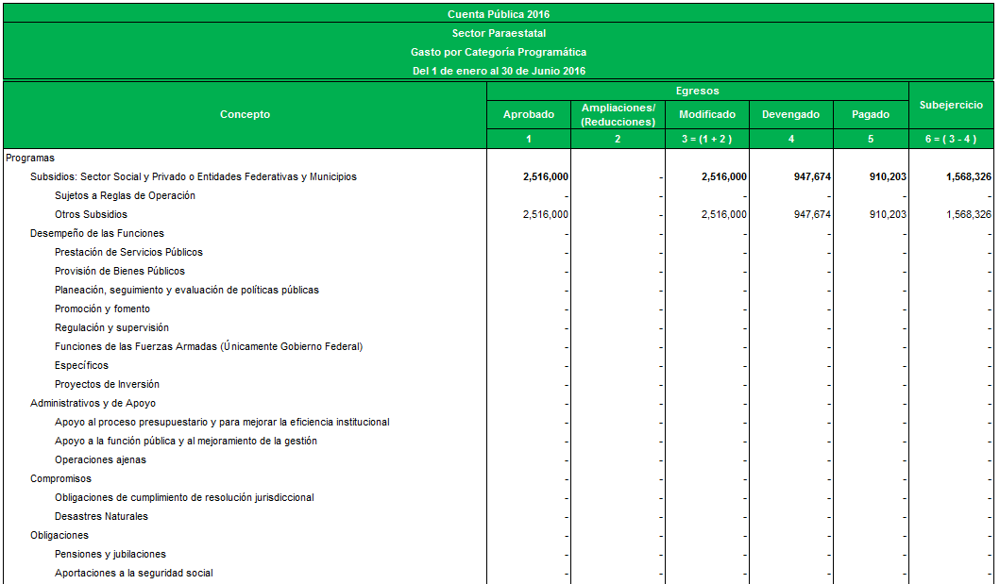 Cuenta Pública 2016
Sector Paraestatal
Gasto por Categoría Programática
Del 1 de enero al 30 de Junio 2016
Concepto Egresos Subejercicio
Aprobado Ampliaciones/ (Reducciones) Modificado Devengado Pagado
1 2 3 = (1 + 2 ) 4 5 6 = ( 3 - 4 )
Programas
Subsidios: Sector Social y Privado o Entidades Federativas y Municipios 2,516,000 - 2,516,000 947,674 910,203 1,568,326
Sujetos a Reglas de Operación - - - - - -
Otros Subsidios 2,516,000 - 2,516,000 947,674 910,203 1,568,326
Desempeño de las Funciones - - - - - -
Prestación de Servicios Públicos - - - - - -
Provisión de Bienes Públicos - - - - - -
Planeación, seguimiento y evaluación de políticas públicas - - - - - -
Promoción y fomento - - - - - -
Regulación y supervisión - - - - - -
Funciones de las Fuerzas Armadas (Únicamente Gobierno Federal) - - - - - -
Específicos - - - - - -
Proyectos de Inversión - - - - - -
Administrativos y de Apoyo - - - - - -
Apoyo al proceso presupuestario y para mejorar la eficiencia institucional - - - - - -
Apoyo a la función pública y al mejoramiento de la gestión - - - - - -
Operaciones ajenas - - - - - -
Compromisos - - - - - -
Obligaciones de cumplimiento de resolución jurisdiccional - - - - - -
Desastres Naturales - - - - - -
Obligaciones - - - - - -
Pensiones y jubilaciones - - - - - -
Aportaciones a la seguridad social - - - - - -